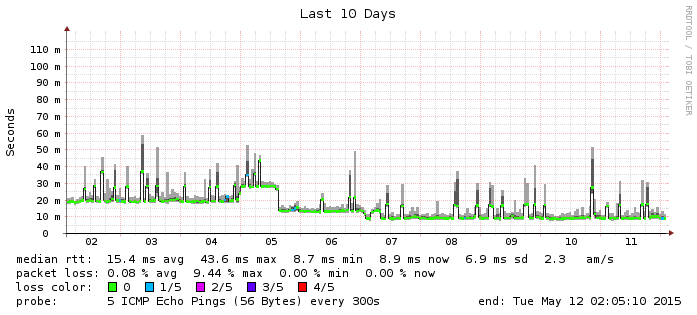 Last 10 Days
RRDTOOL / TOBI OETIKER
Seconds
110 m
100 m
90 m
80 m
70 m
60 m
50 m
40 m
30 m
20 m
10 m
0
02 03 04 05 06 07 08 09 10 11
median rtt: 15.4 ms avg 43.6 ms max 8.7 ms min 8.9 ms now 6.9 ms sd 2.3 am/s
packet loss: 0.08 % avg 9.44 % max 0.00 % min 0.00 % now
loss color: 0 1/5 2/5 3/5 4/5
probe: 5 ICMP Echo Pings (56 Bytes) every 300s end: Tue May 12 02:05:10 2015